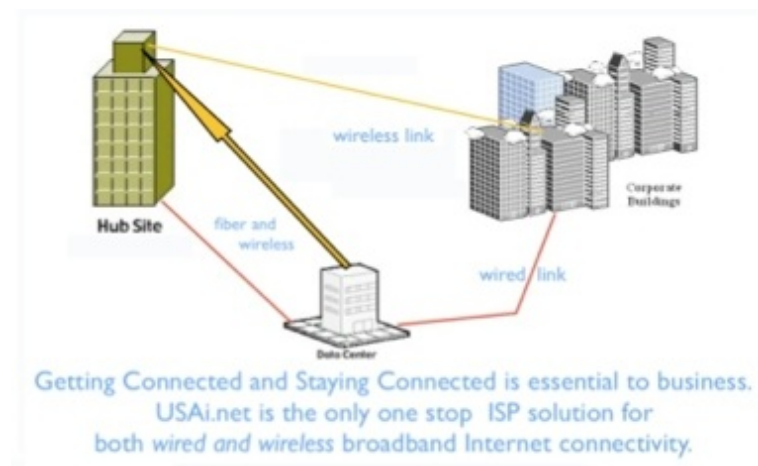 wireless link
Corporate
Buildings
Hub Site
fiber and
wireless
wired link
Data Center
Getting Connected and Staying Connected is essential to business.
USAi.net is the only one stop ISP solution for
both wired and wireless broadband Internet connectivity.